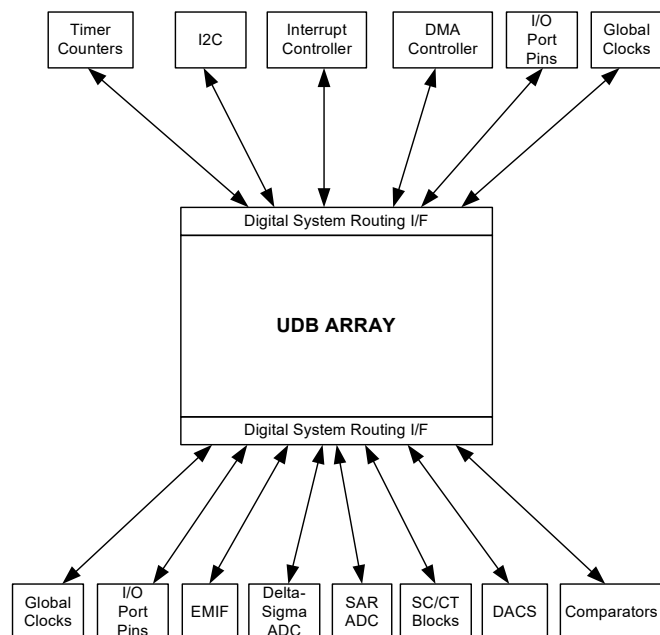 Timer
Counters
I2C
Interrupt
Controller
DMA
Controller
I/O
Port
Pins
Global
Clocks
Digital System Routing I/F
UDB ARRAY
Digital System Routing I/F
Global
Clocks
I/O
Port
Pins
EMIF
Delta-
Sigma
ADC
SAR
ADC
SC/CT
Blocks
DACS
Comparators